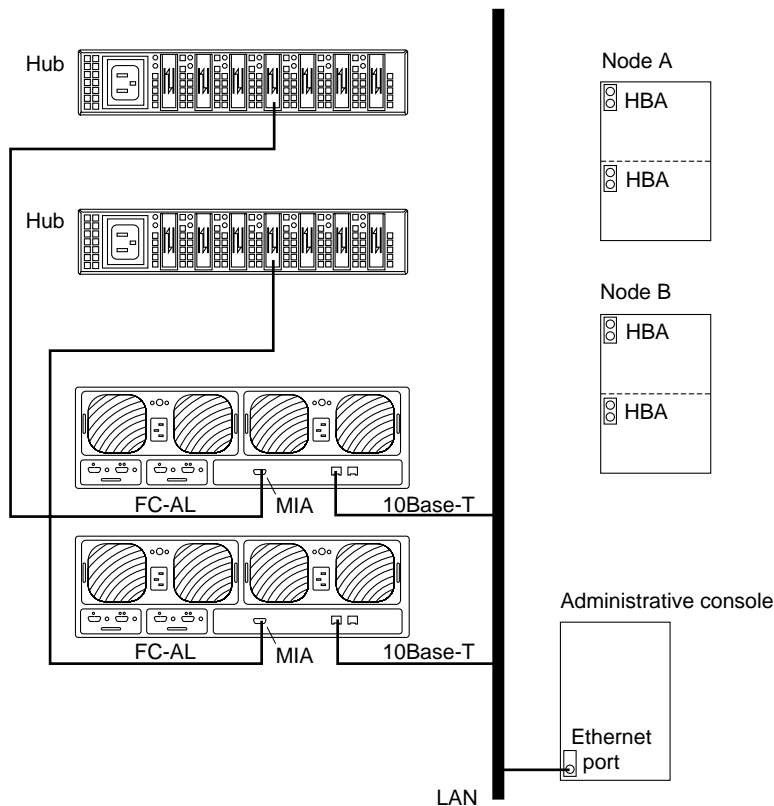 Hub
Node A
HBA
HBA
Hub
Node B
HBA
HBA
FC-AL
MIA
10Base-T
FC-AL
MIA
10Base-T
Administrative console
Ethernet
port
LAN